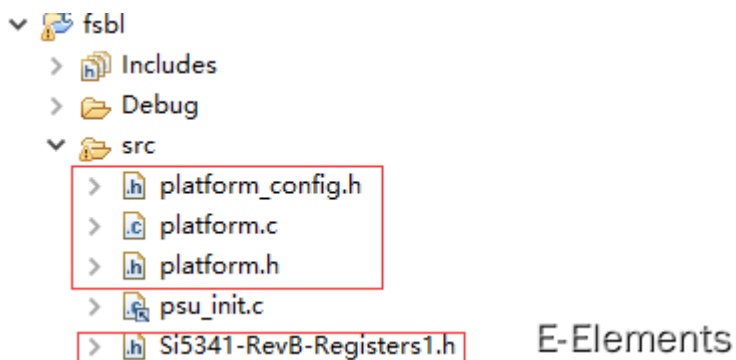 fsbl
Includes
Debug
src
platform_config.h
platform.c
platform.h
psu_init.c
Si5341-RevB-Registers1.h
E-Elements